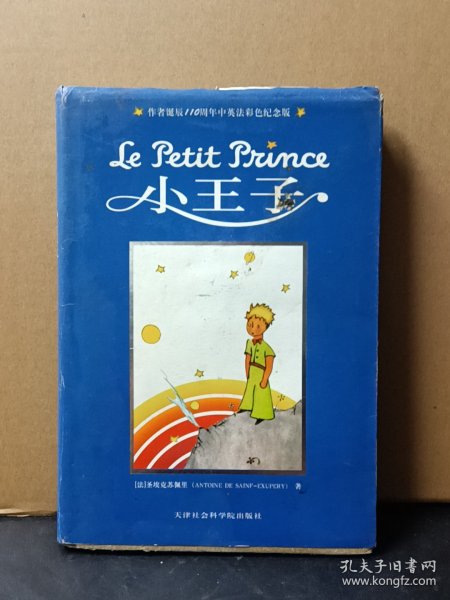 作者诞辰110周年中英法彩色纪念版
Le Petit Prince
小王子
[法]圣埃克苏佩里 (ANTOINE DE SAINT-EXUPERY) 著
天津社会科学院出版社
孔夫子旧书网
www.kongfz.com